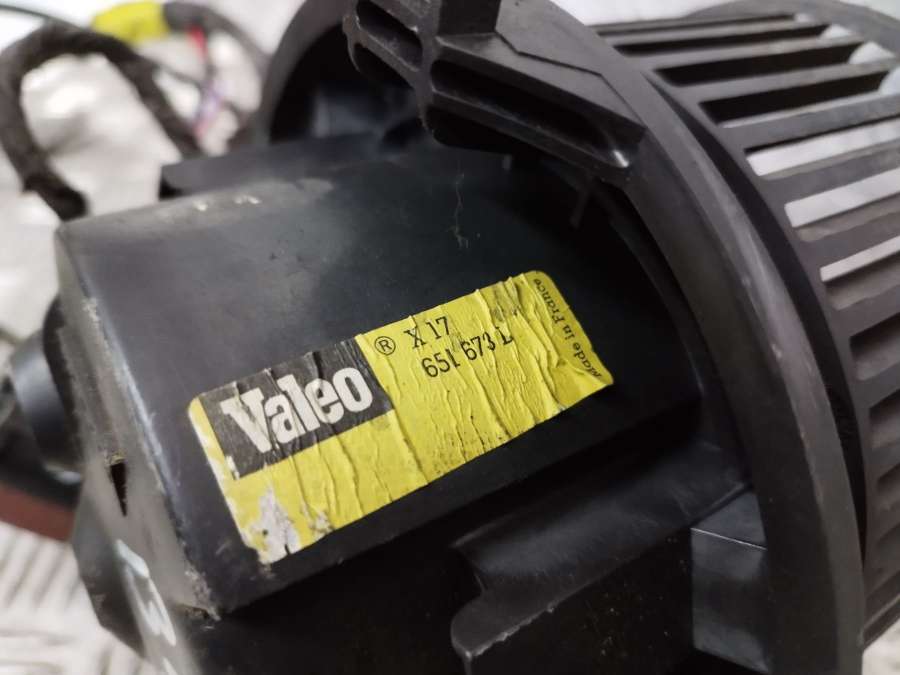 Valeo ®
X 17
651 673 L
Made in France